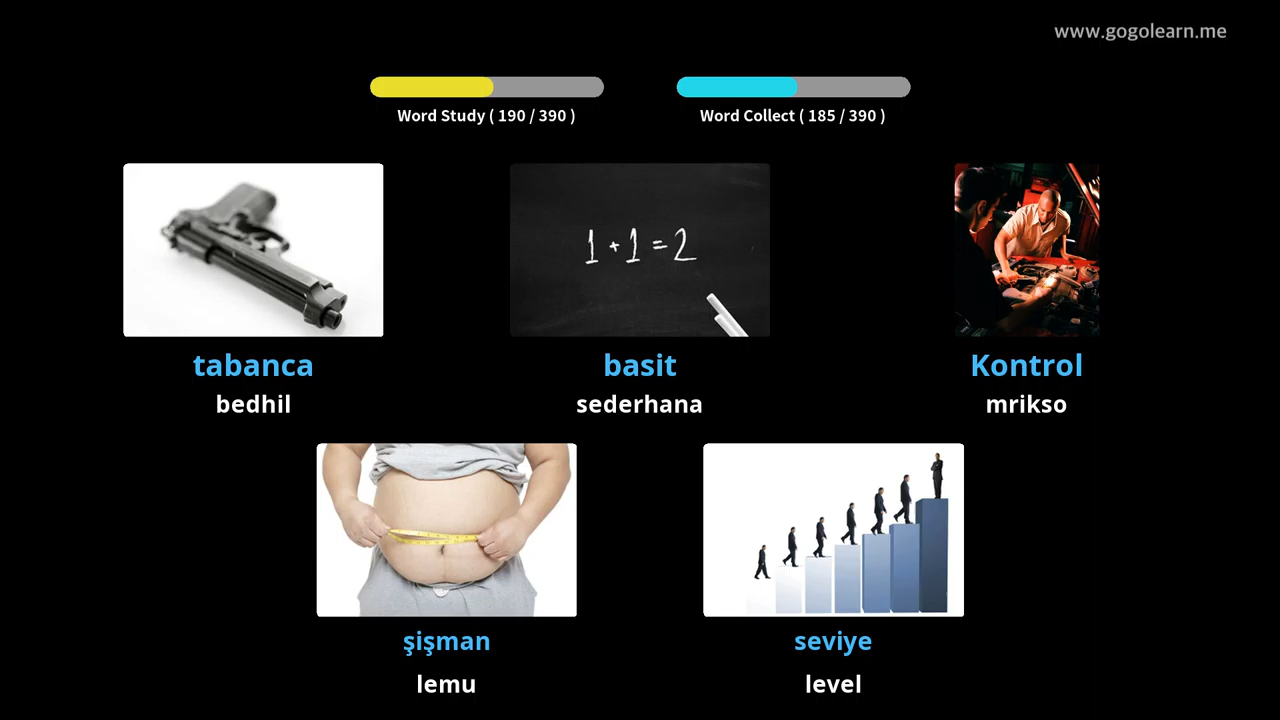 www.gogolearn.me
Word Study ( 190 / 390 )
Word Collect ( 185 / 390 )
1 + 1 = 2
tabanca
bedhil
basit
sederhana
Kontrol
mrikso
şişman
lemu
seviye
level